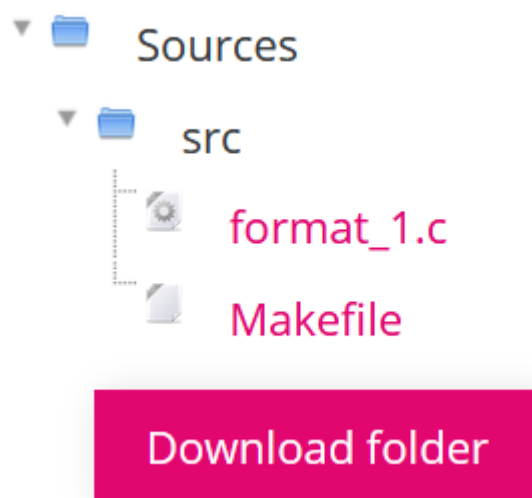 Sources
src
format_1.c
Makefile
Download folder